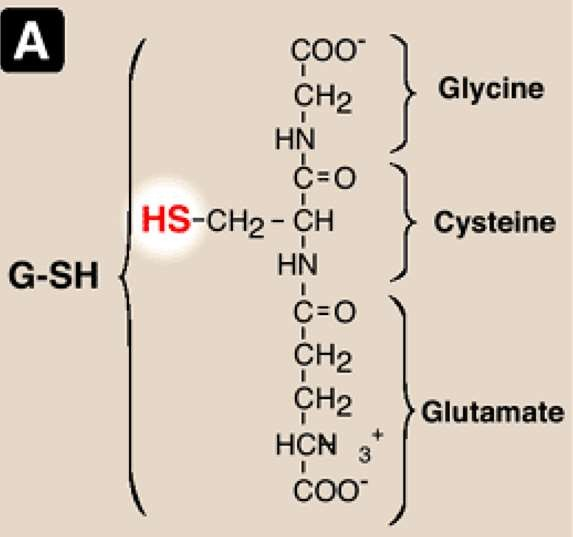 A
COO⁻
CH₂
Glycine
HN
C=O
HS-CH₂-CH
Cysteine
HN
G-SH
C=O
CH₂
CH₂
Glutamate
HCN ₃⁺
COO⁻